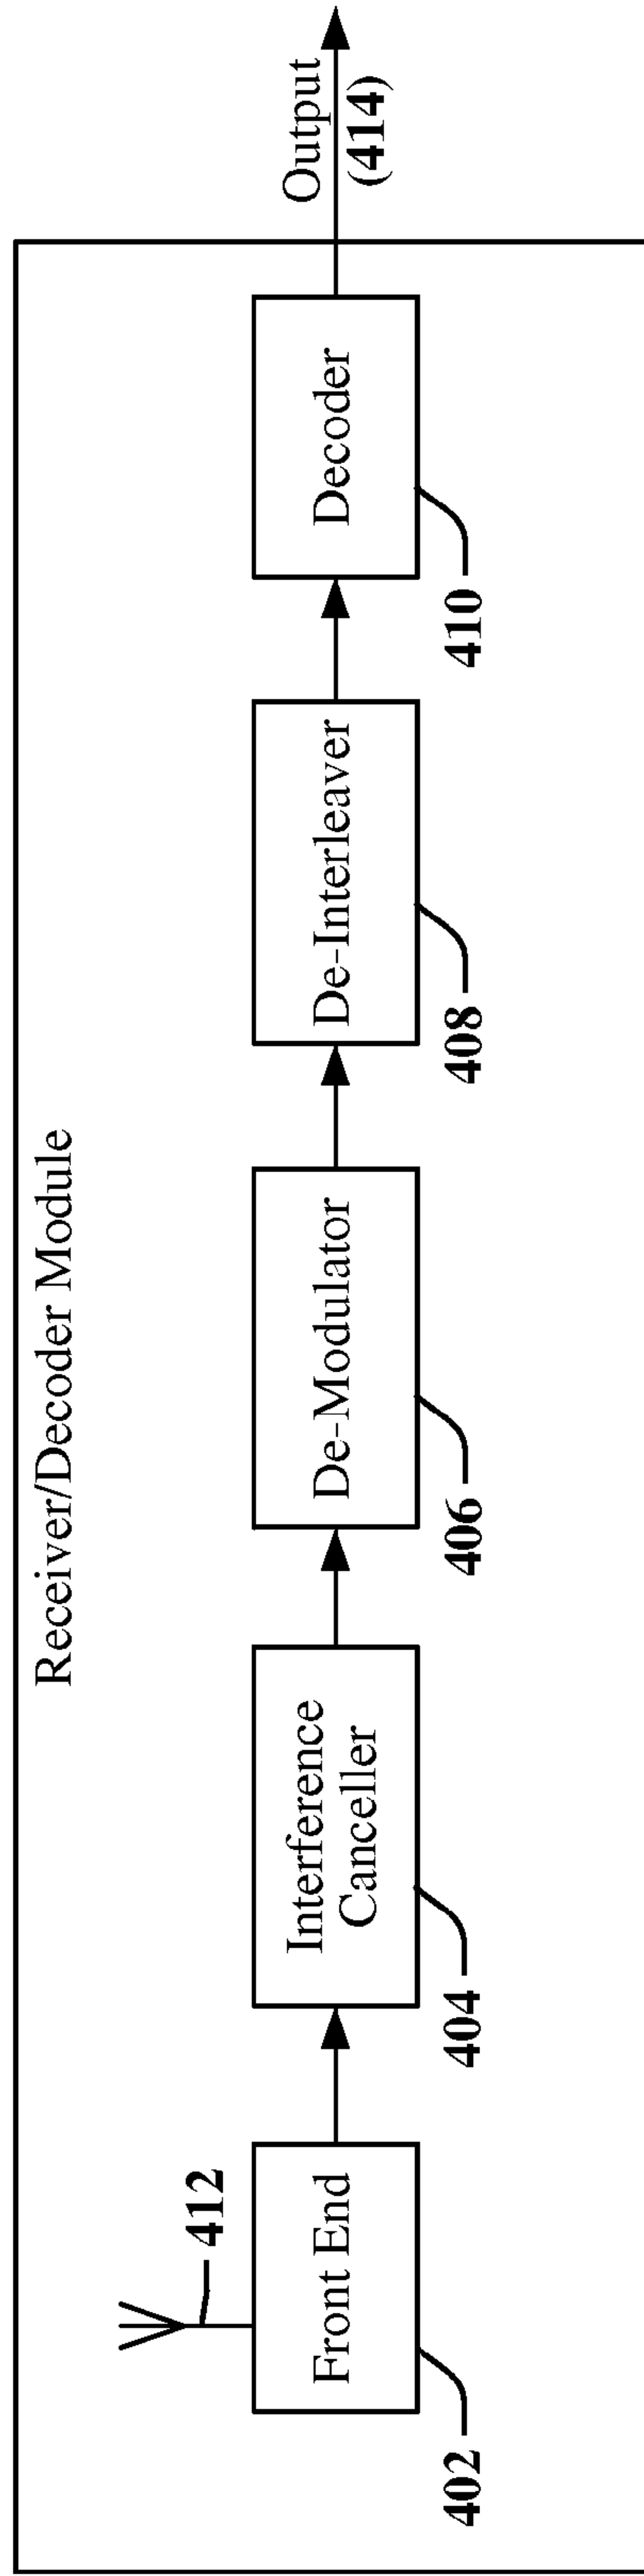 Receiver/Decoder Module
412
Front End
402
Interference
Canceller
404
De-Modulator
406
De-Interleaver
408
Decoder
410
Output
(414)